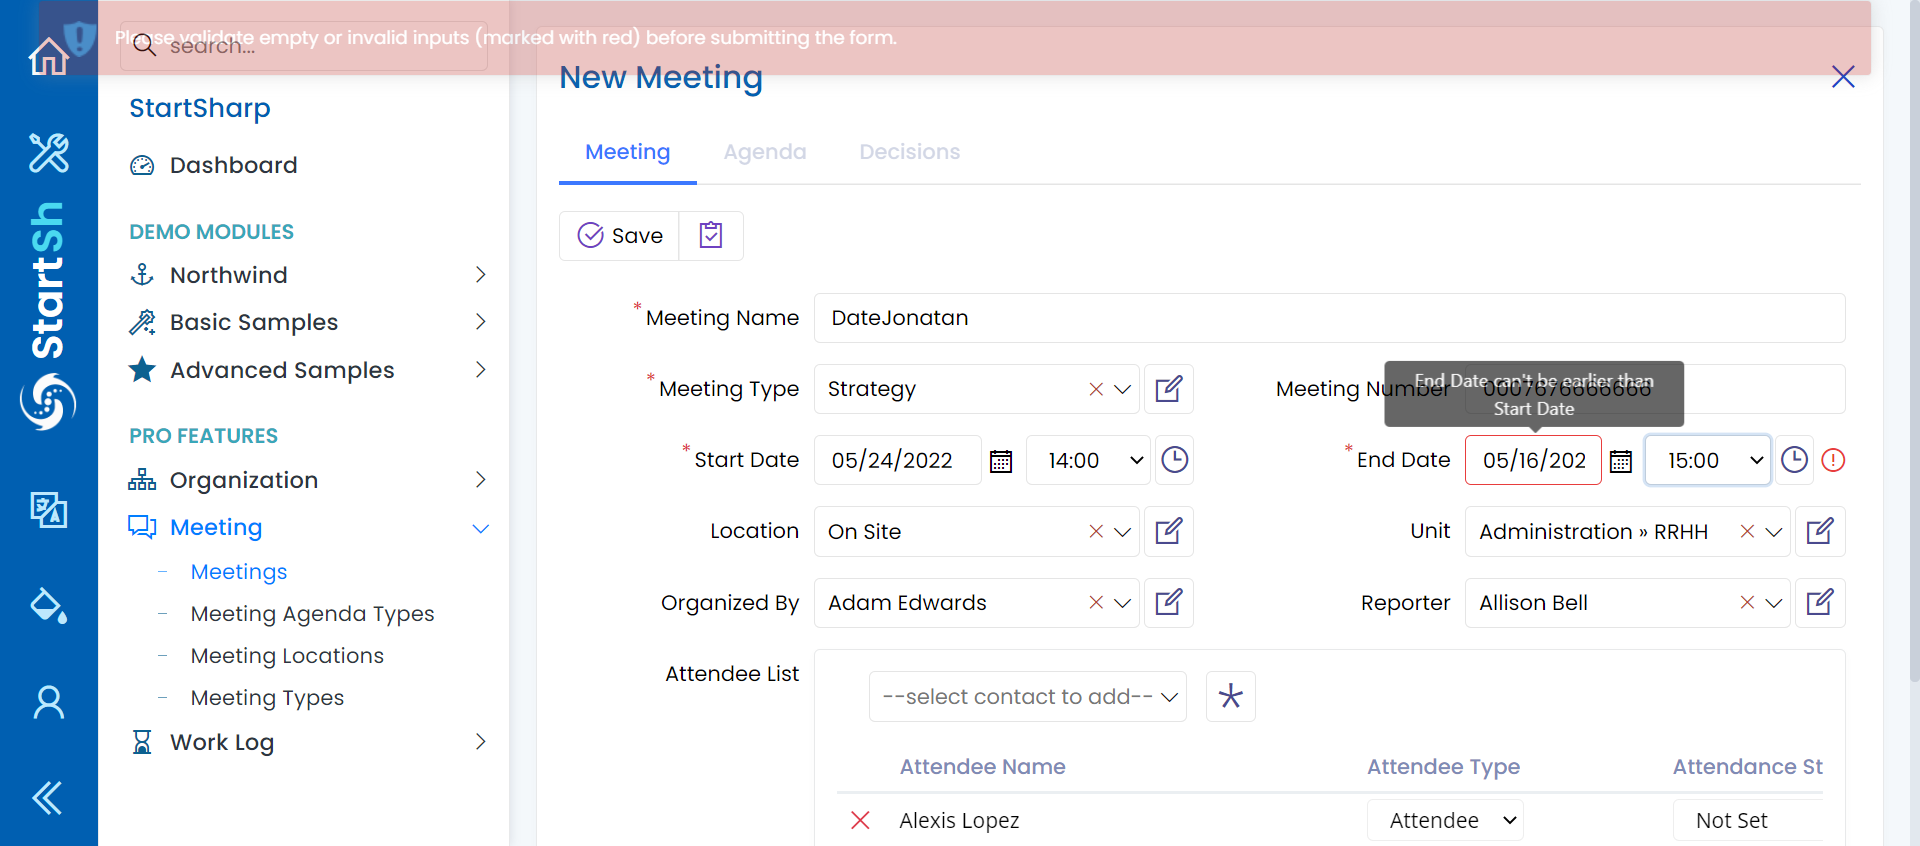 Please validate empty or invalid inputs (marked with red) before submitting the form.
search...
StartSh
StartSharp
Dashboard
DEMO MODULES
Northwind
Basic Samples
Advanced Samples
PRO FEATURES
Organization
Meeting
Meetings
Meeting Agenda Types
Meeting Locations
Meeting Types
Work Log
New Meeting
Meeting Agenda Decisions
Save
* Meeting Name DateJonatan
* Meeting Type Strategy
Meeting Number 0007676666666
End Date can't be earlier than
Start Date
* Start Date 05/24/2022 14:00
* End Date 05/16/202 15:00
Location On Site
Unit Administration » RRHH
Organized By Adam Edwards
Reporter Allison Bell
Attendee List
--select contact to add--
Attendee Name Attendee Type Attendance St
Alexis Lopez Attendee Not Set